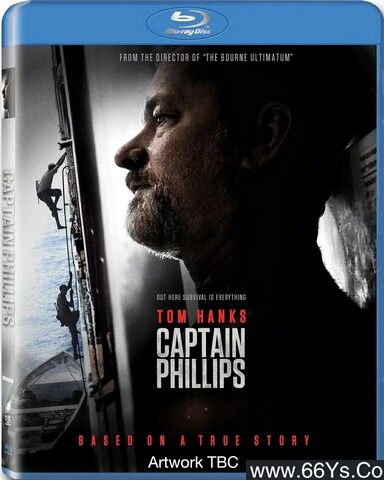 Blu-ray Disc
FROM THE DIRECTOR OF "THE BOURNE ULTIMATUM"
CAPTAIN PHILLIPS
OUT HERE SURVIVAL IS EVERYTHING
TOM HANKS
CAPTAIN
PHILLIPS
BASED ON A TRUE STORY
Artwork TBC
www.66Ys.Co